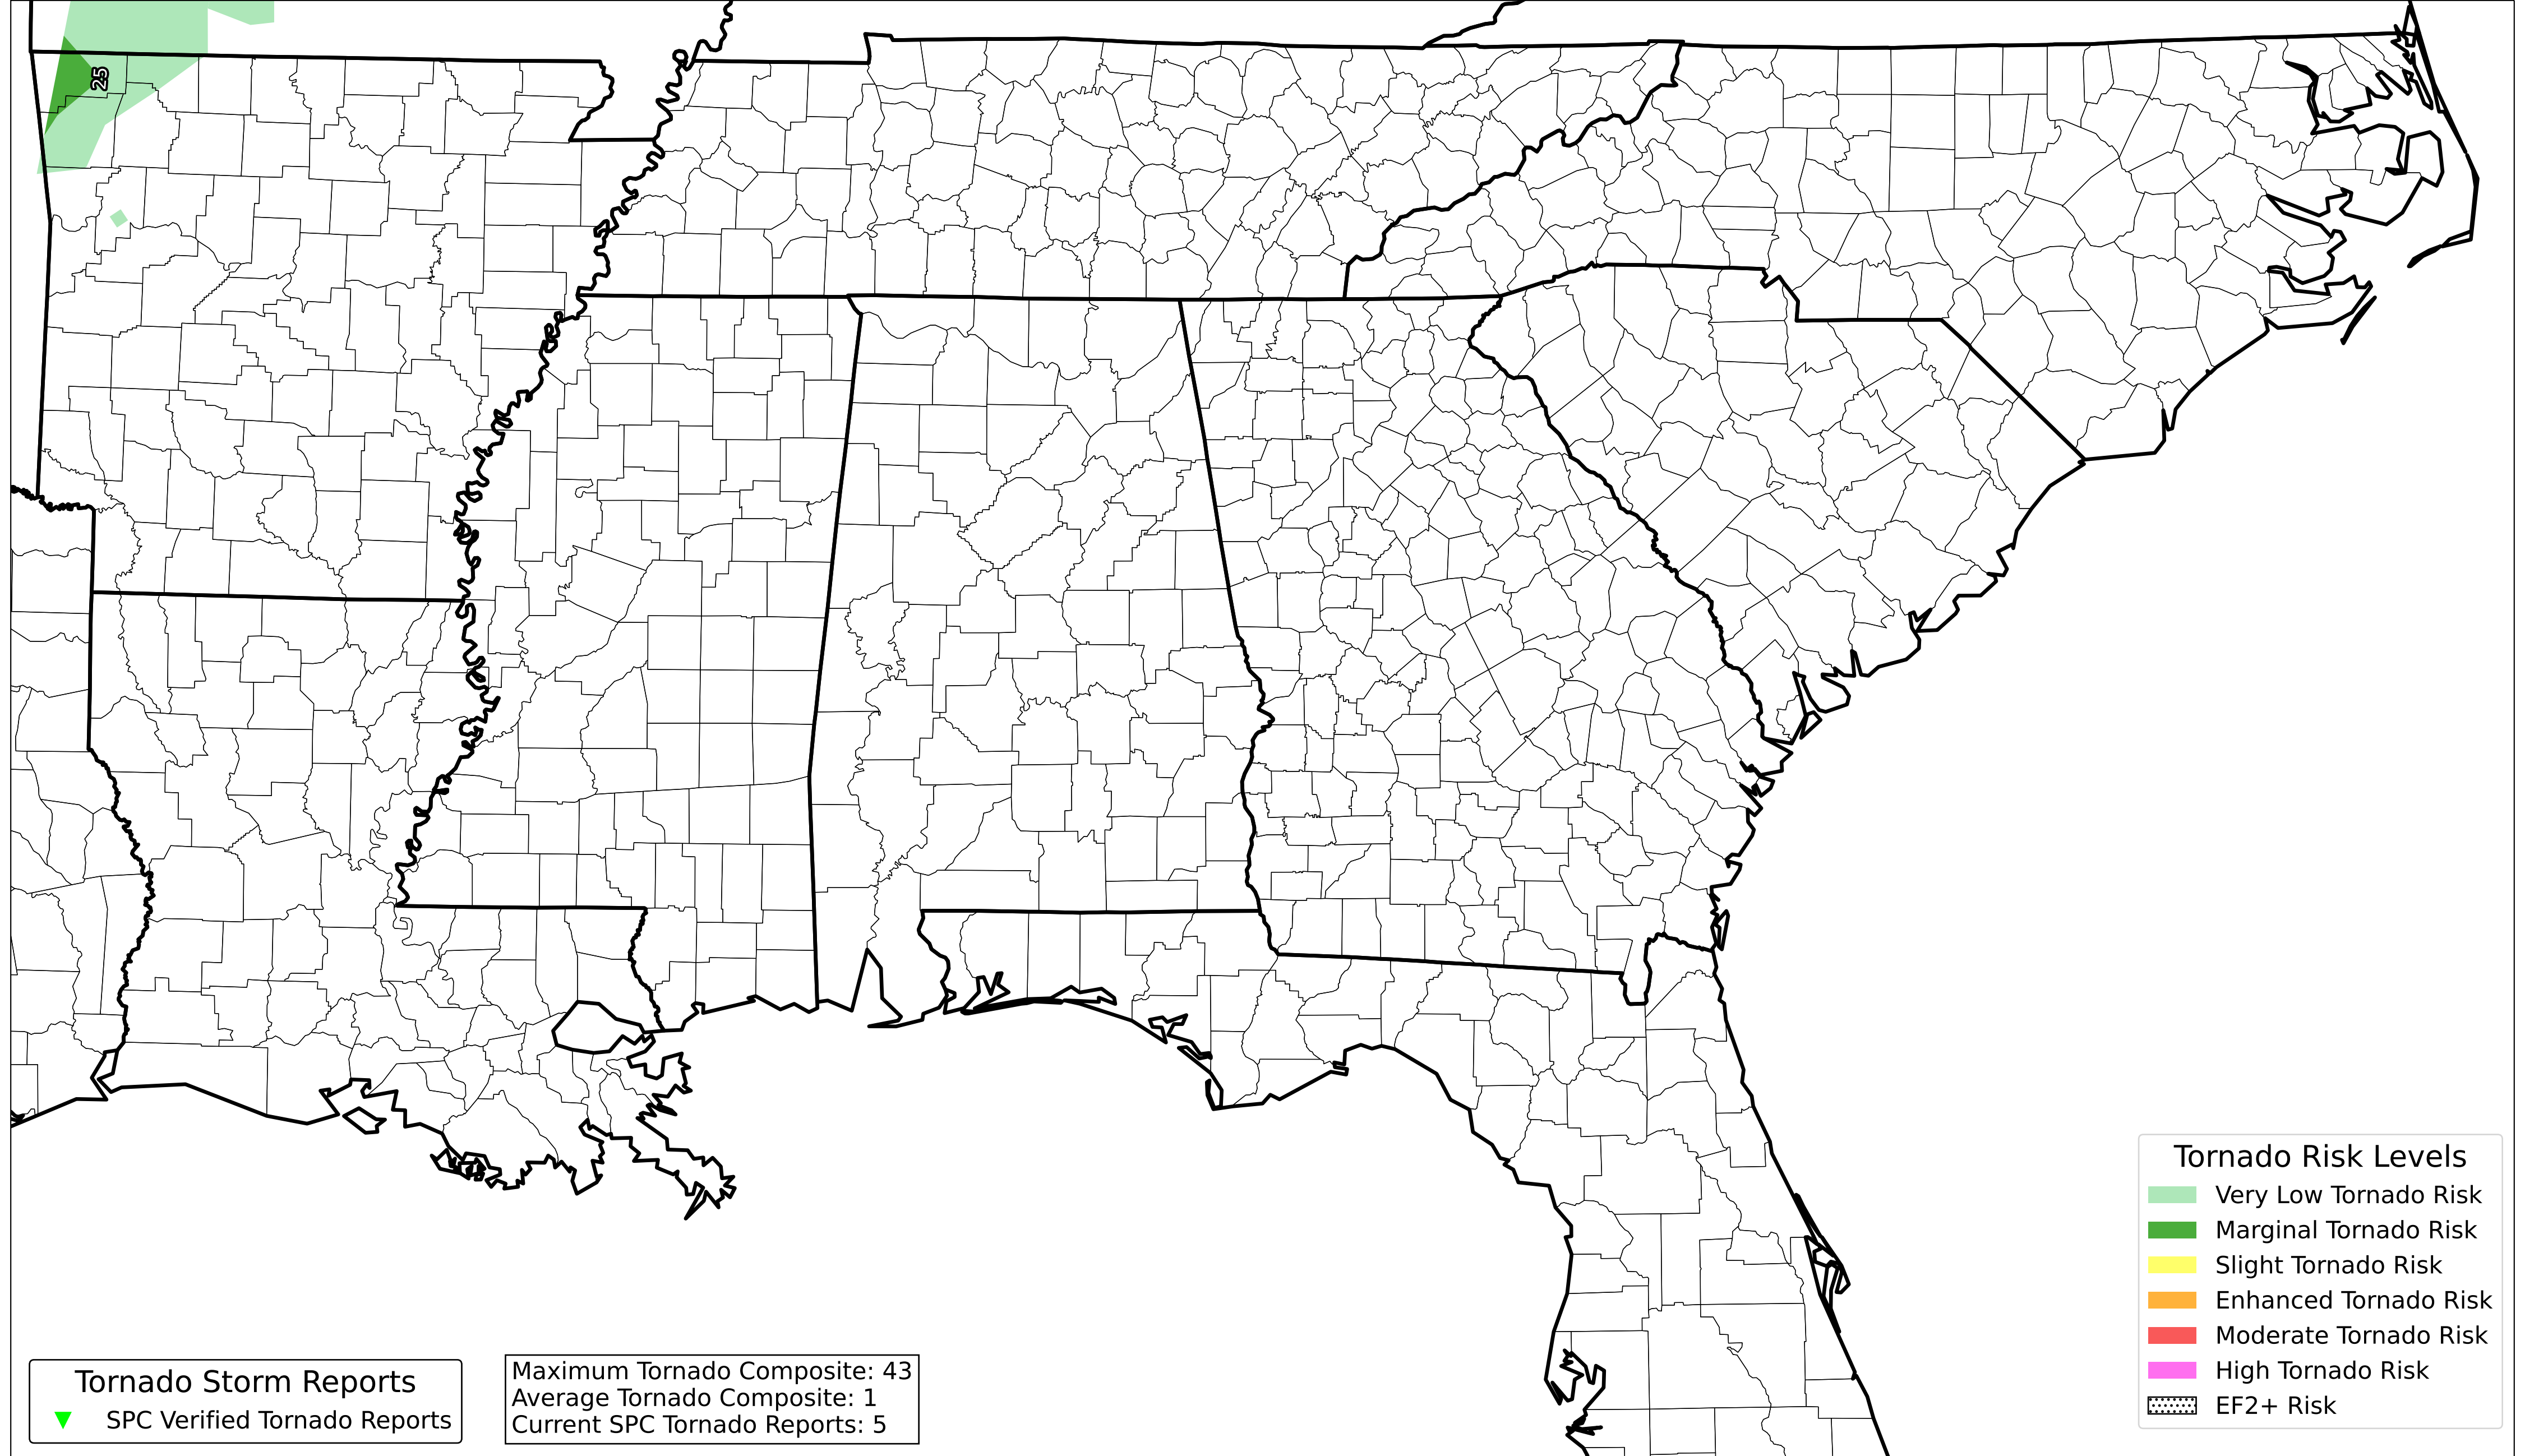 25
Tornado Risk Levels
Very Low Tornado Risk
Marginal Tornado Risk
Slight Tornado Risk
Enhanced Tornado Risk
Moderate Tornado Risk
High Tornado Risk
EF2+ Risk
Tornado Storm Reports
SPC Verified Tornado Reports
Maximum Tornado Composite: 43
Average Tornado Composite: 1
Current SPC Tornado Reports: 5